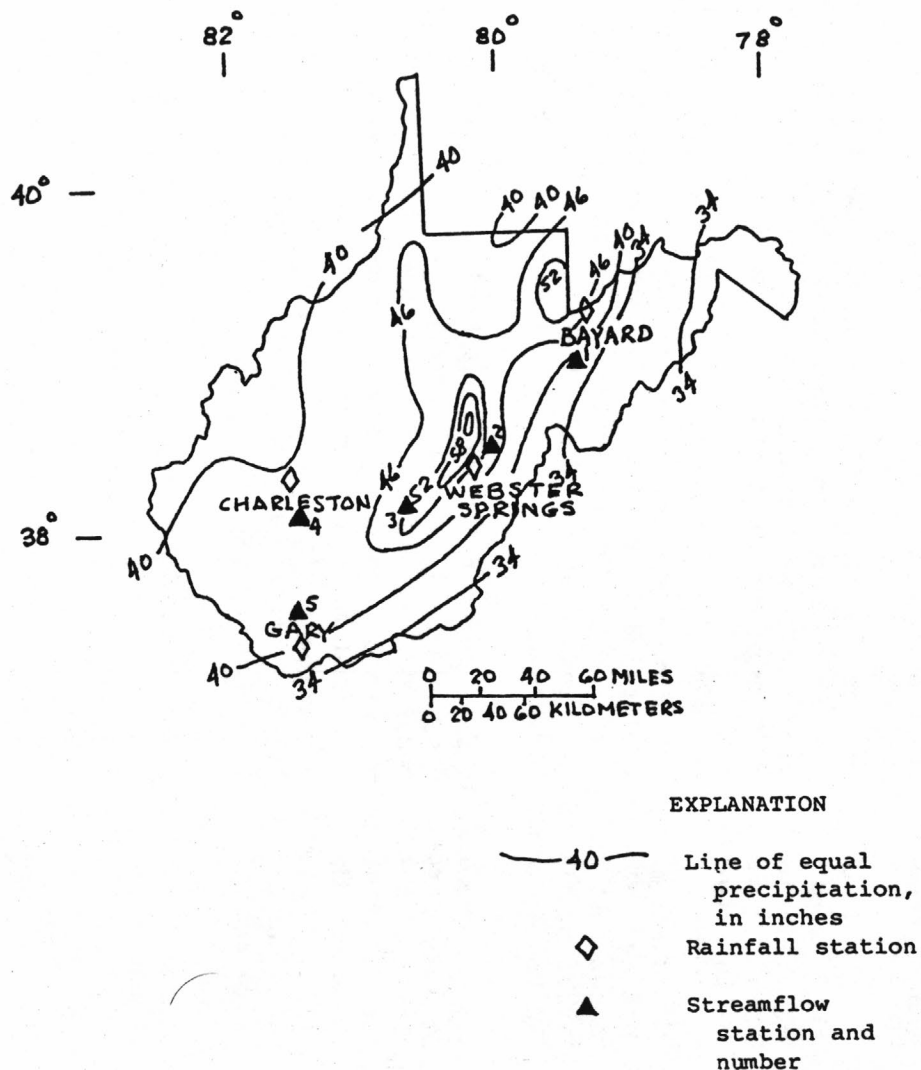 82° 80° 78°
40°
40
40 40 46
34
40
46
40
34
52
46
BAYARD
1
34
46
58
2
34
46
52
WEBSTER
SPRINGS
3
CHARLESTON
4
38°
40
34
5
GARY
40
34
0 20 40 60 MILES
0 20 40 60 KILOMETERS
EXPLANATION
40 Line of equal
precipitation,
in inches
Rainfall station
Streamflow
station and
number